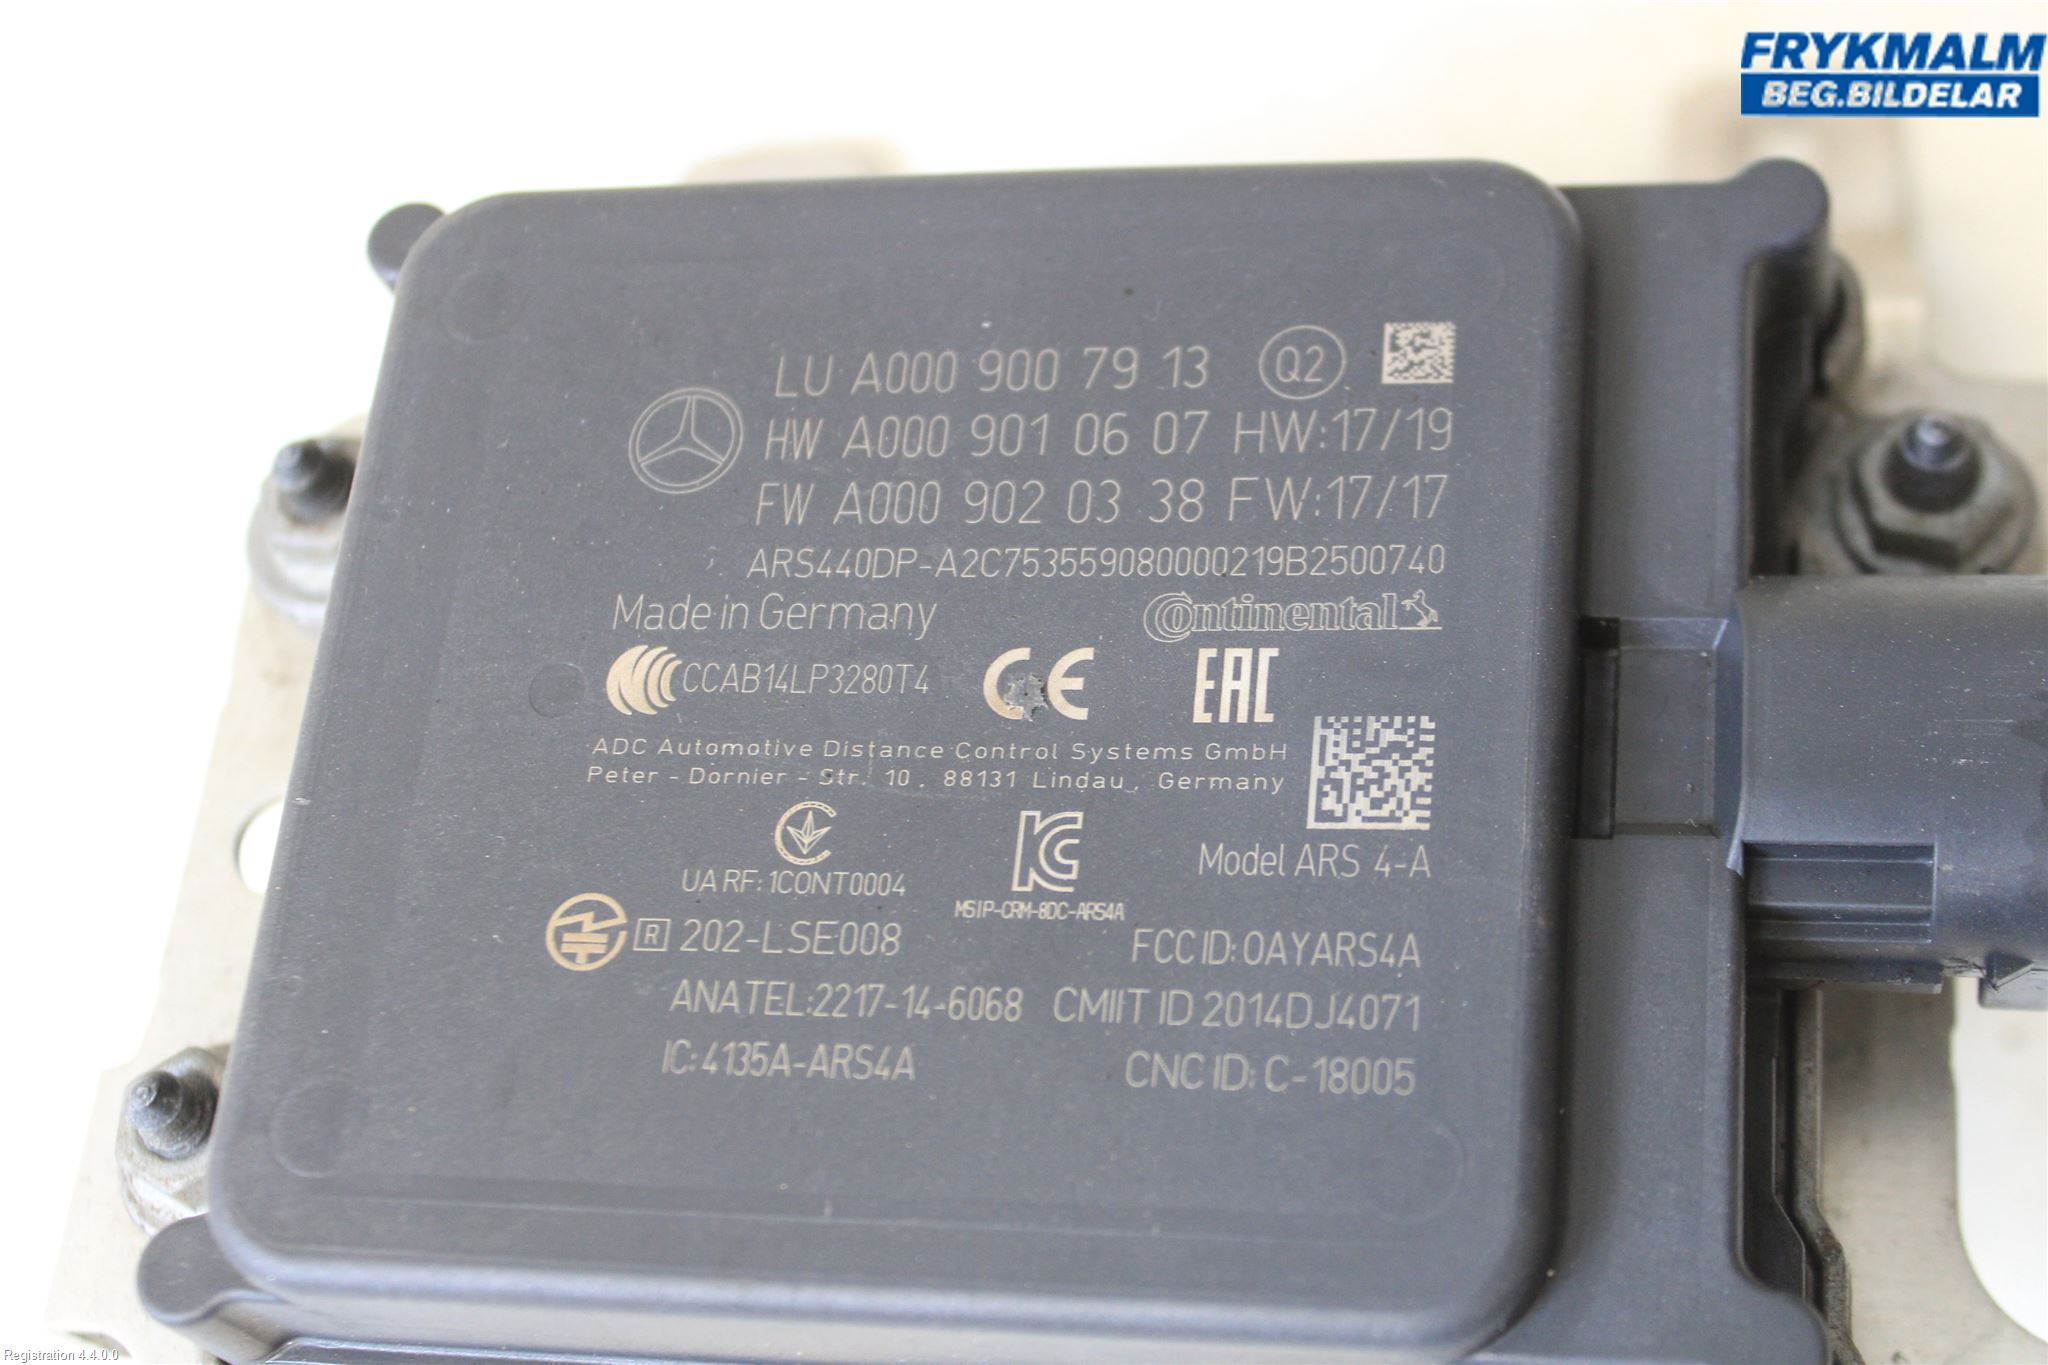 FRYKMALM
BEG.BILDELAR
LU A000 900 79 13 Q2
HW A000 901 06 07 HW:17/19
FW A000 902 03 38 FW:17/17
ARS440DP-A2C753559080000219B2500740
Made in Germany Continental
CCAB14LP3280T4 CE EAC
ADC Automotive Distance Control Systems GmbH
Peter - Dornier - Str. 10 , 88131 Lindau , Germany
Model ARS 4-A
UA RF: 1CONT0004
MSIP-CRM-8DC-ARS4A
R 202-LSE008 FCC ID: OAYARS4A
ANATEL:2217-14-6068 CMIIT ID 2014DJ4071
IC: 4135A-ARS4A CNC ID: C-18005
Registration 4.4.0.0